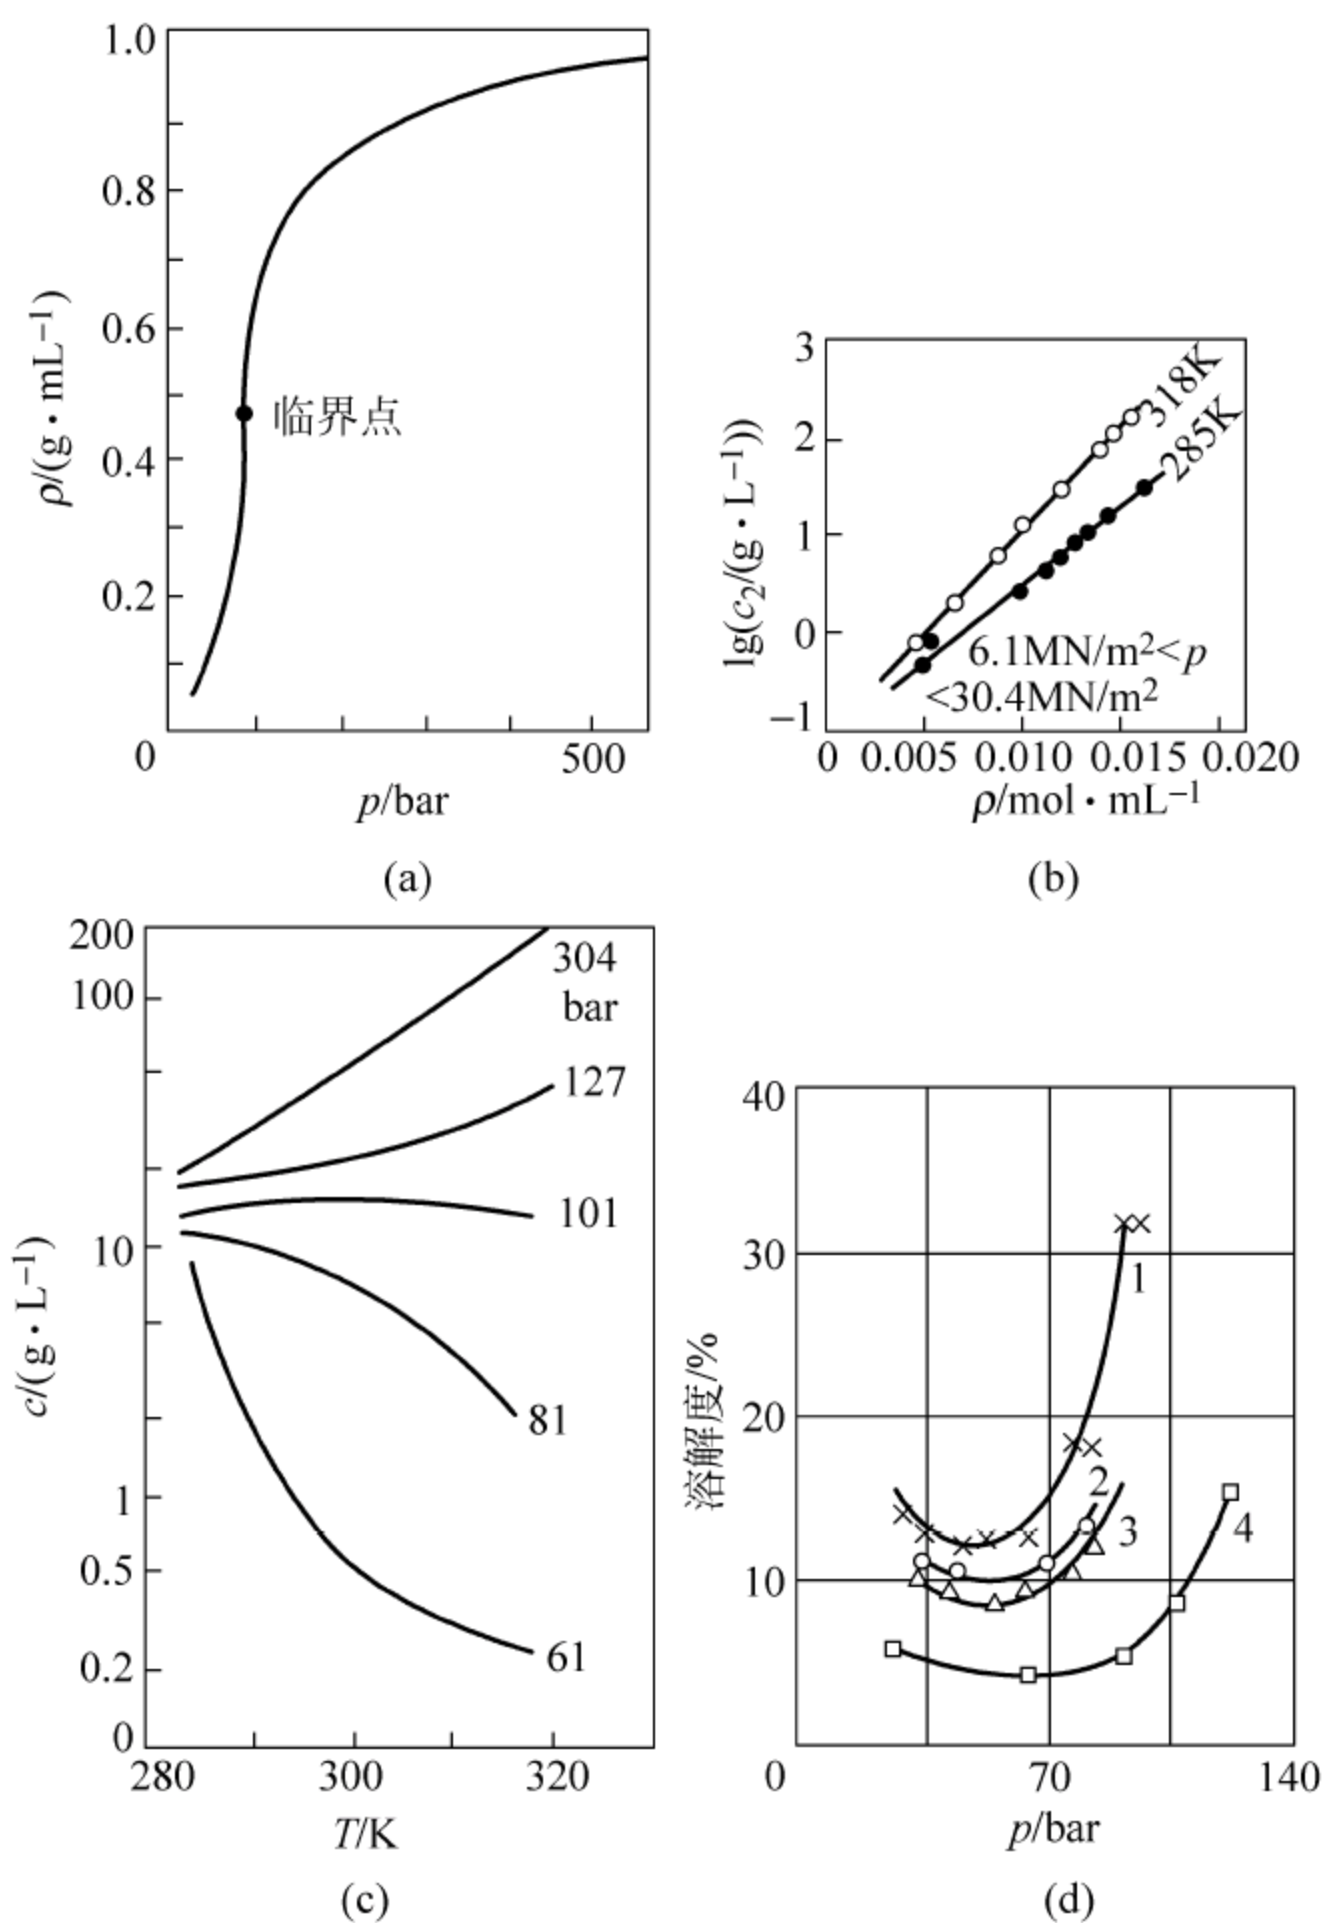 1.0
0.8
0.6
0.4
0.2
0
500
ρ/(g·mL⁻¹)
临界点
p/bar
(a)
3
2
1
0
−1
lg(c₂/(g·L⁻¹))
318K
285K
6.1MN/m²<p
<30.4MN/m²
0 0.005 0.010 0.015 0.020
ρ/mol·mL⁻¹
(b)
200
100
10
1
0.5
0.2
0
c/(g·L⁻¹)
304
bar
127
101
81
61
280 300 320
T/K
(c)
40
30
20
10
溶解度/%
1
2
3
4
0 70 140
p/bar
(d)